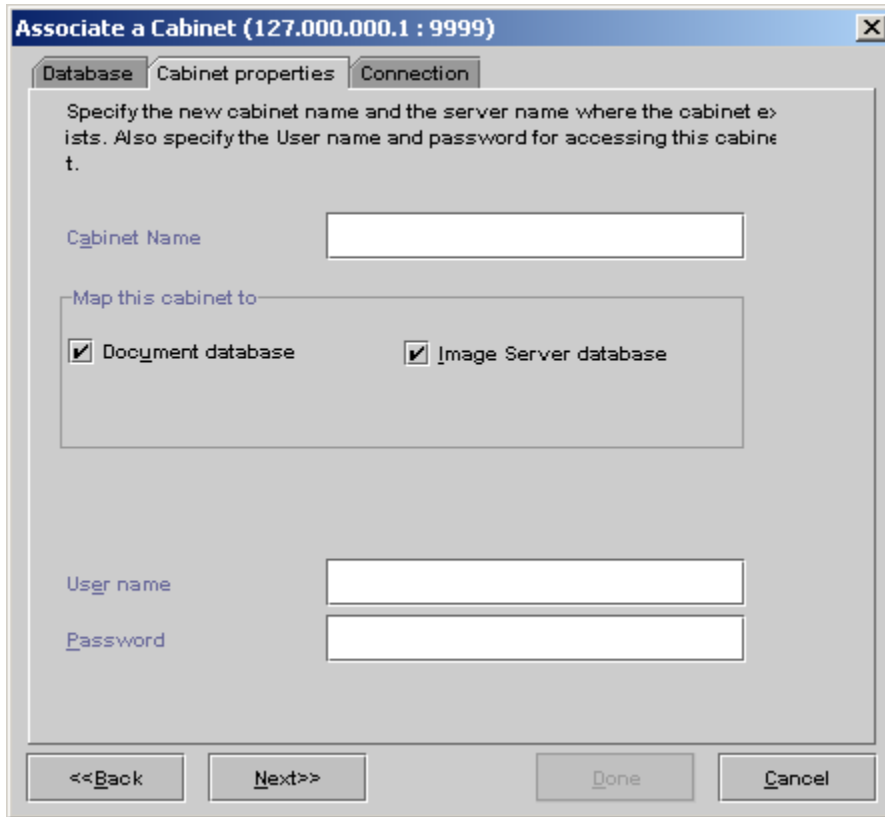 Associate a Cabinet (127.000.000.1 : 9999)
Database Cabinet properties Connection
Specify the new cabinet name and the server name where the cabinet ex
ists. Also specify the User name and password for accessing this cabine
t.
Cabinet Name
Map this cabinet to
Document database Image Server database
User name
Password
<<Back Next>> Done Cancel